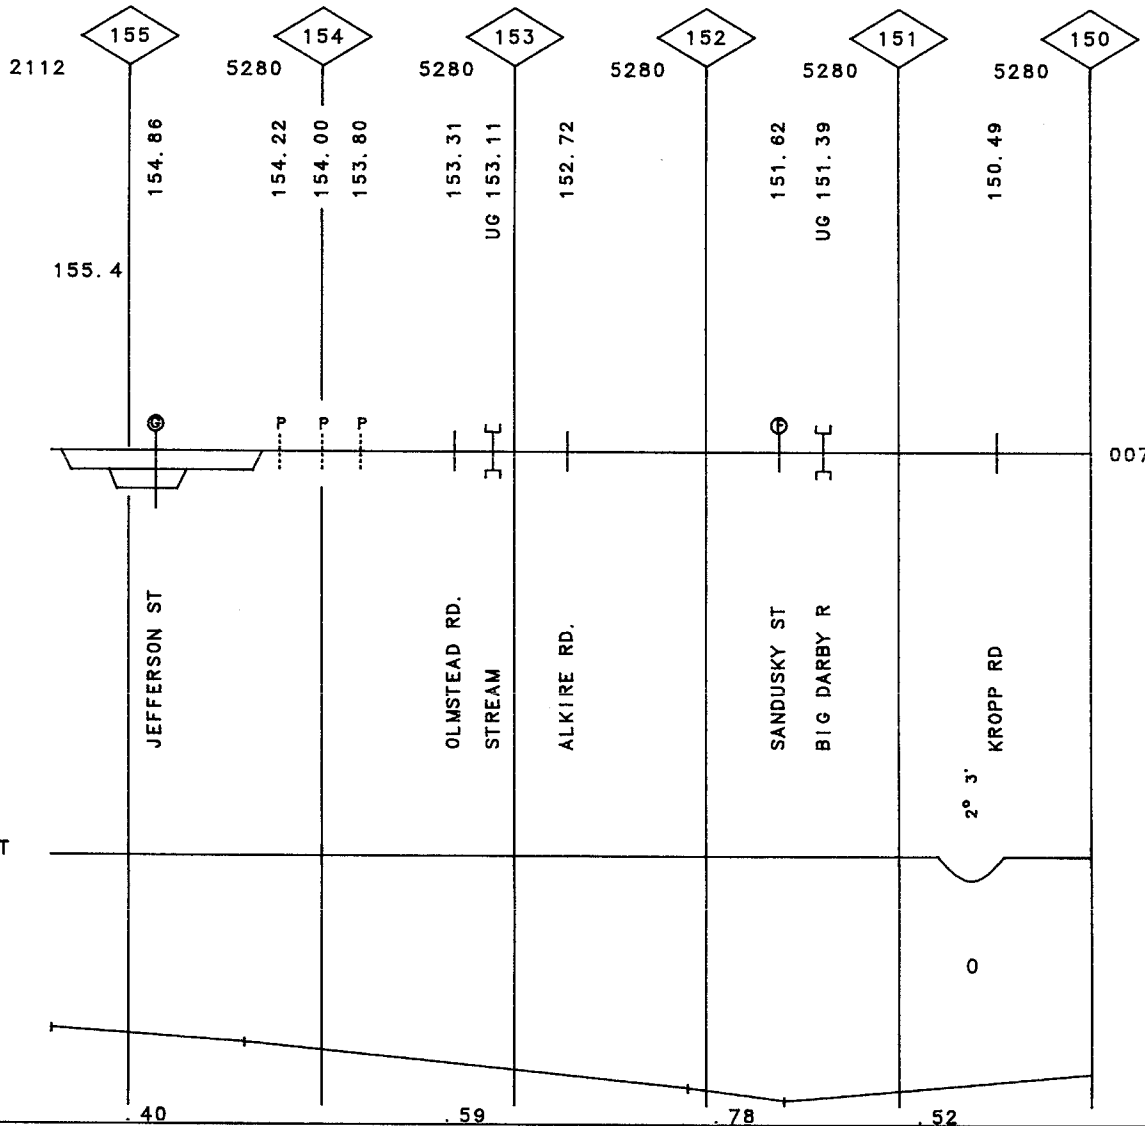 155
154
153
152
151
150
2112
5280
5280
5280
5280
5280
154.86
154.22
154.00
153.80
153.31
UG 153.11
152.72
151.62
UG 151.39
150.49
155.4
G
P
P
P
F
007
JEFFERSON ST
OLMSTEAD RD.
STREAM
ALKIRE RD.
SANDUSKY ST
BIG DARBY R
KROPP RD
2° 3'
T
0
.40
.59
.78
.52